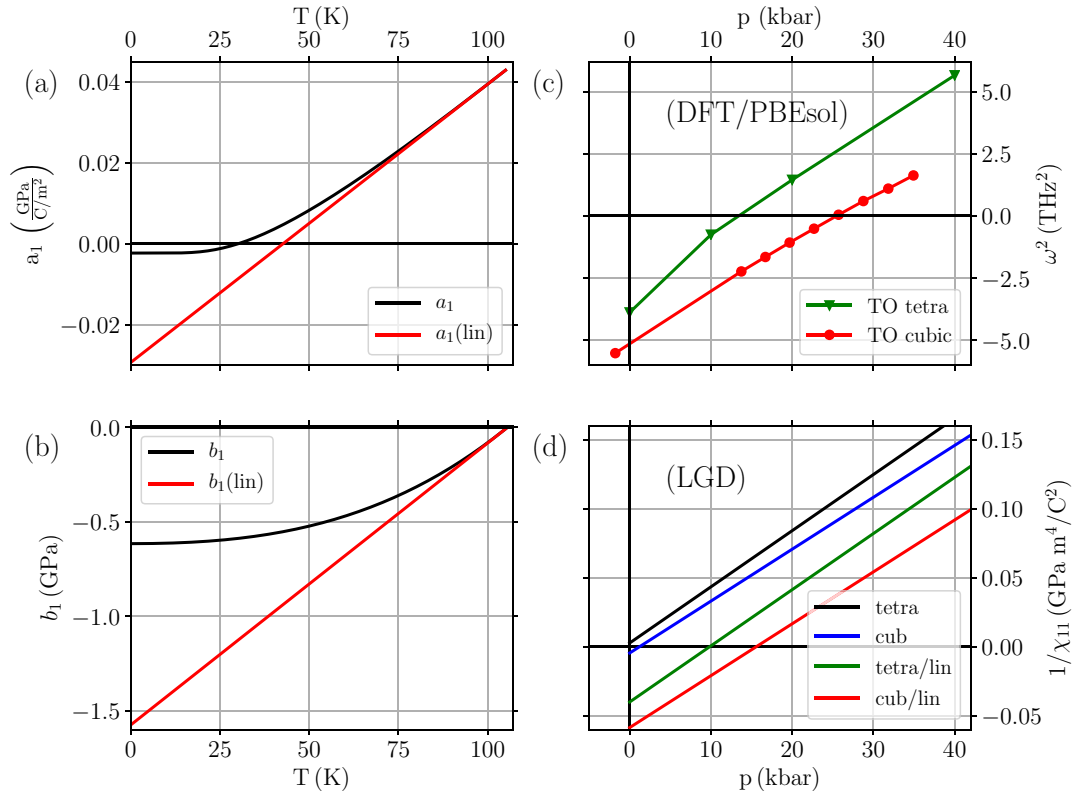 T (K)
0 25 50 75 100
(a)
0.04
0.02
0.00
−0.02
a₁ (GPa / C/m²)
a₁
a₁(lin)
p (kbar)
0 10 20 30 40
(c)
(DFT/PBEsol)
5.0
2.5
0.0
−2.5
−5.0
ω² (THz²)
TO tetra
TO cubic
(b)
0.0
−0.5
−1.0
−1.5
b₁ (GPa)
b₁
b₁(lin)
0 25 50 75 100
T (K)
(d)
(LGD)
0.15
0.10
0.05
0.00
−0.05
1/χ₁₁ (GPa m⁴/C²)
tetra
cub
tetra/lin
cub/lin
0 10 20 30 40
p (kbar)